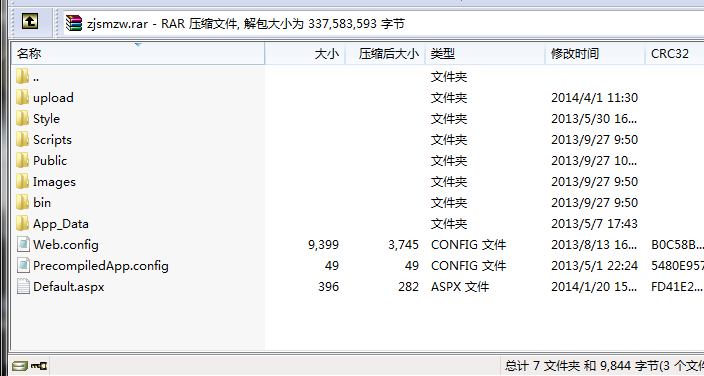 zjsmzw.rar - RAR 压缩文件, 解包大小为 337,583,593 字节
名称 大小 压缩后大小 类型 修改时间 CRC32
.. 文件夹
upload 文件夹 2014/4/1 11:30
Style 文件夹 2013/5/30 16...
Scripts 文件夹 2013/9/27 9:50
Public 文件夹 2013/9/27 10...
Images 文件夹 2013/9/27 9:50
bin 文件夹 2013/9/27 9:50
App_Data 文件夹 2013/5/7 17:43
Web.config 9,399 3,745 CONFIG 文件 2013/8/13 16... B0C58B...
PrecompiledApp.config 49 49 CONFIG 文件 2013/5/1 22:24 5480E957
Default.aspx 396 282 ASPX 文件 2014/1/20 15... FD41E2...
总计 7 文件夹 和 9,844 字节(3 个文